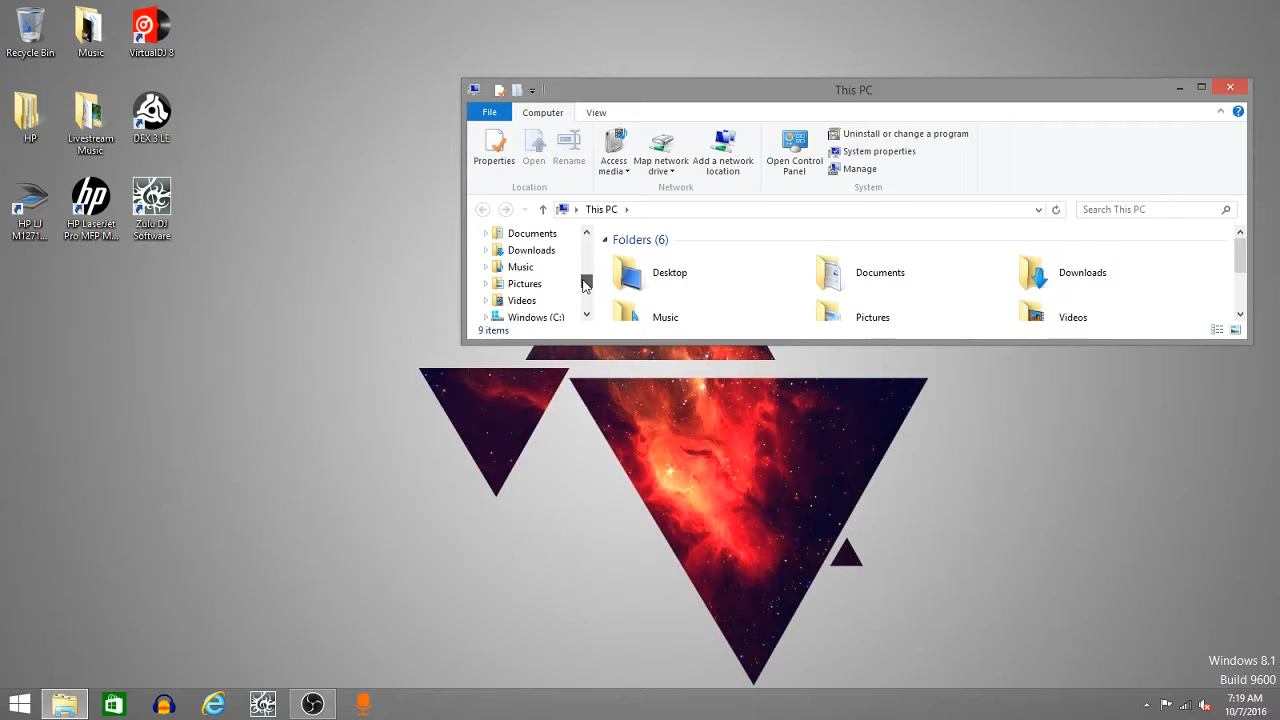 Recycle Bin
Music
VirtualDJ 8
HP
Livestream
Music
DEX 3 LE
HP LJ
M1271...
HP LaserJet
Pro MFP M...
Zulu DJ
Software
This PC
File
Computer
View
Properties
Open
Rename
Access
media
Map network
drive
Add a network
location
Open Control
Panel
Uninstall or change a program
System properties
Manage
Location
Network
System
This PC
Search This PC
Documents
Downloads
Music
Pictures
Videos
Windows (C:)
Folders (6)
Desktop
Documents
Downloads
Music
Pictures
Videos
9 items
Windows 8.1
Build 9600
7:19 AM
10/7/2016